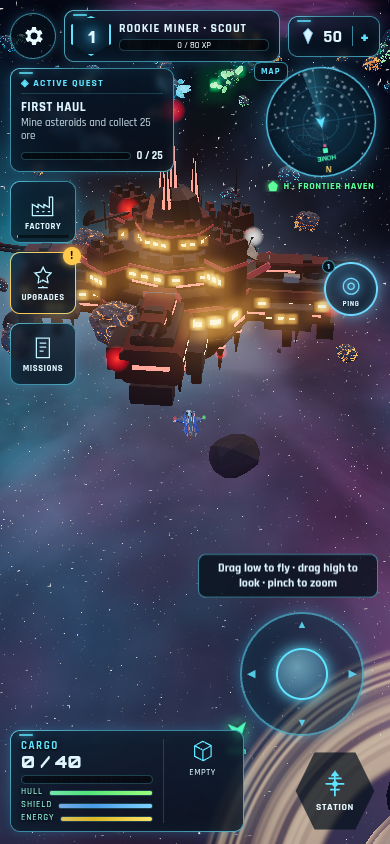 1
ROOKIE MINER · SCOUT
0 / 80 XP
50
+
ACTIVE QUEST
FIRST HAUL
Mine asteroids and collect 25
ore
0 / 25
MAP
HOME
N
FRONTIER HAVEN
FACTORY
!
UPGRADES
MISSIONS
1
PING
Drag low to fly · drag high to
look · pinch to zoom
CARGO
0 / 40
HULL
SHIELD
ENERGY
EMPTY
STATION